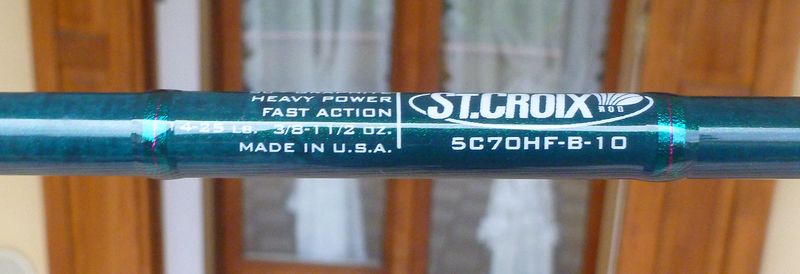 HEAVY POWER
FAST ACTION
14-25 LB. 3/8-1 1/2 OZ.
MADE IN U.S.A.
ST.CROIX
ROD
5C70HF-B-10